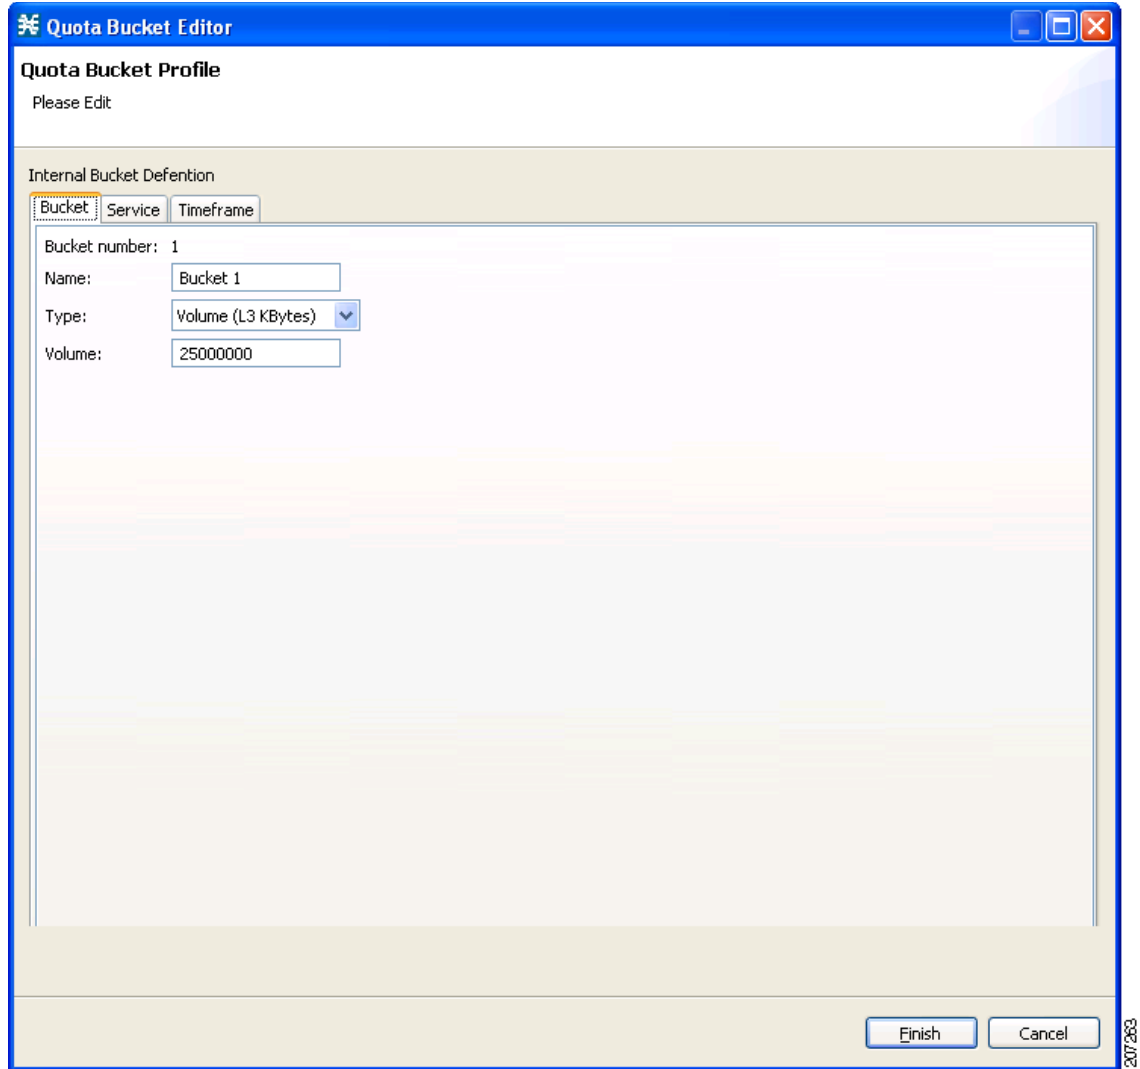 Quota Bucket Editor
Quota Bucket Profile
Please Edit
Internal Bucket Defention
Bucket Service Timeframe
Bucket number: 1
Name: Bucket 1
Type: Volume (L3 KBytes)
Volume: 25000000
Finish Cancel
207263